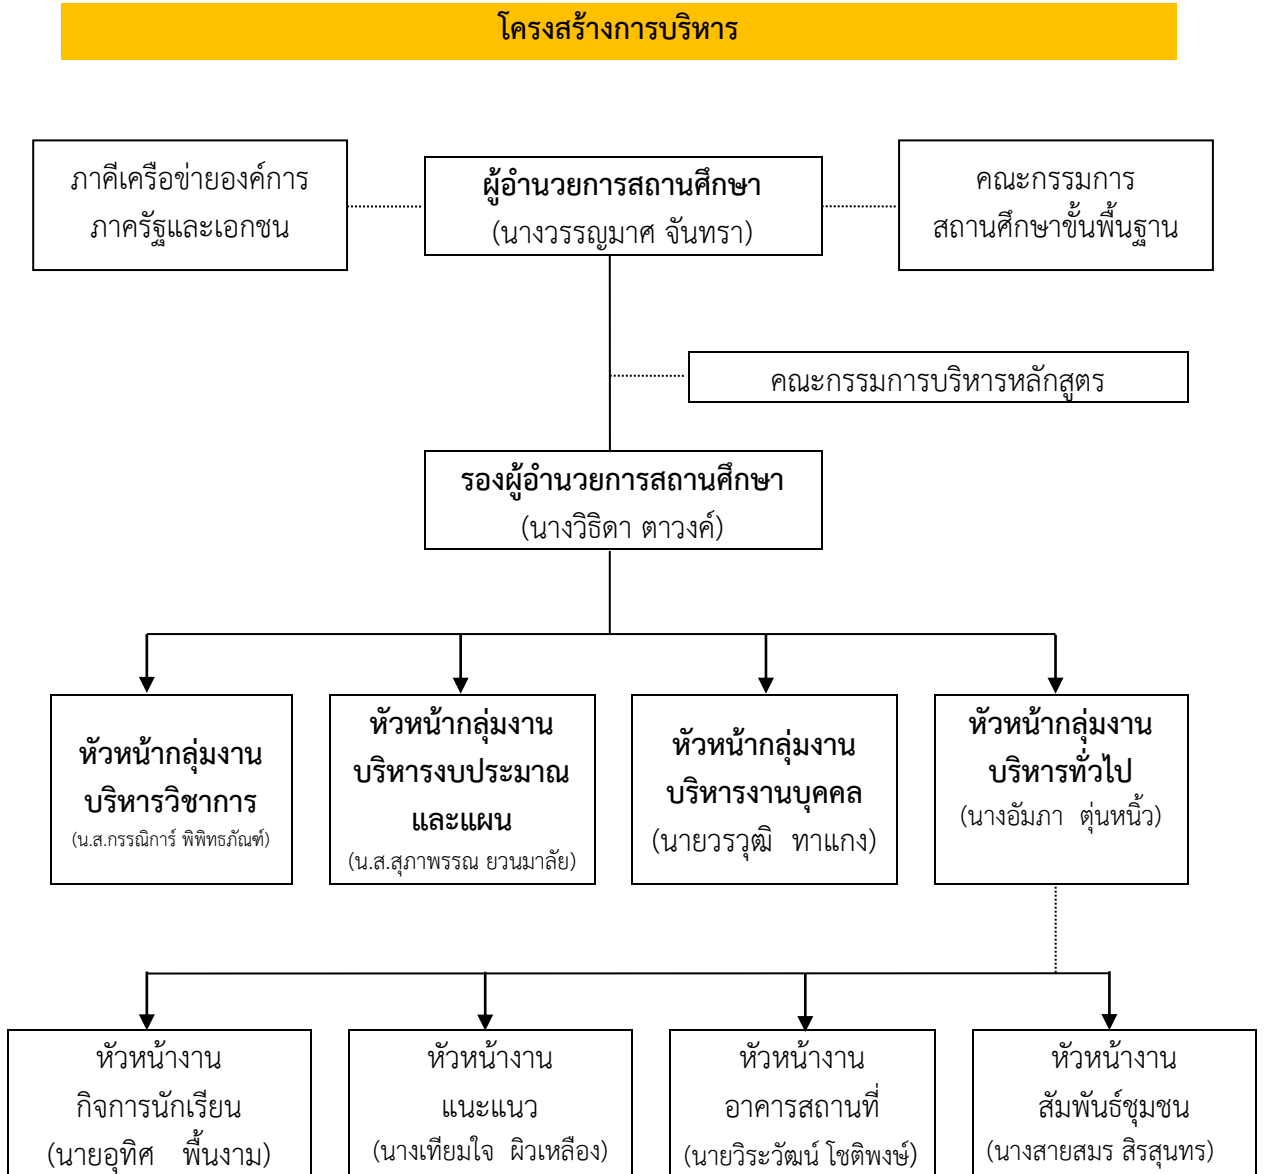 โครงสร้างการบริหาร
ภาคีเครือข่ายองค์การ
ภาครัฐและเอกชน
ผู้อำนวยการสถานศึกษา
(นางวรรญมาศ จันทรา)
คณะกรรมการ
สถานศึกษาขั้นพื้นฐาน
คณะกรรมการบริหารหลักสูตร
รองผู้อำนวยการสถานศึกษา
(นางวิธิดา ตาวงค์)
หัวหน้ากลุ่มงาน
บริหารวิชาการ
(น.ส.กรรณิการ์ พิพิทธภัณฑ์)
หัวหน้ากลุ่มงาน
บริหารงบประมาณ
และแผน
(น.ส.สุภาพรรณ ยวนมาลัย)
หัวหน้ากลุ่มงาน
บริหารงานบุคคล
(นายวรวุฒิ ทาแกง)
หัวหน้ากลุ่มงาน
บริหารทั่วไป
(นางอัมภา ตุ่นหนิ้ว)
หัวหน้างาน
กิจการนักเรียน
(นายอุทิศ พื้นงาม)
หัวหน้างาน
แนะแนว
(นางเทียมใจ ผิวเหลือง)
หัวหน้างาน
อาคารสถานที่
(นายวิระวัฒน์ โชติพงษ์)
หัวหน้างาน
สัมพันธ์ชุมชน
(นางสายสมร สิรสุนทร)